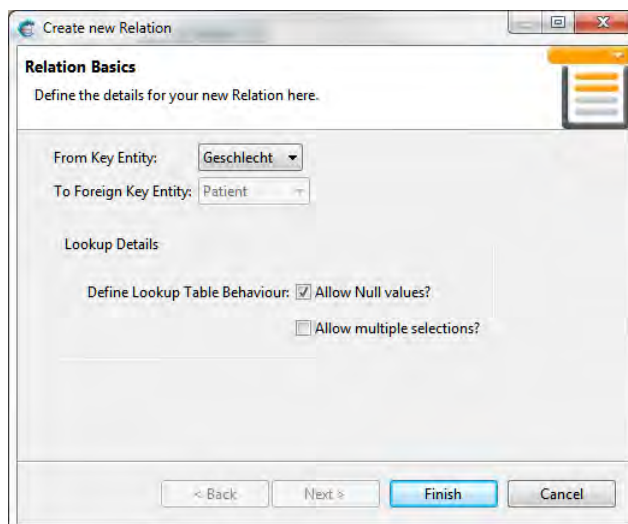 Create new Relation
Relation Basics
Define the details for your new Relation here.
From Key Entity: Geschlecht
To Foreign Key Entity: Patient
Lookup Details
Define Lookup Table Behaviour: Allow Null values?
Allow multiple selections?
< Back Next > Finish Cancel